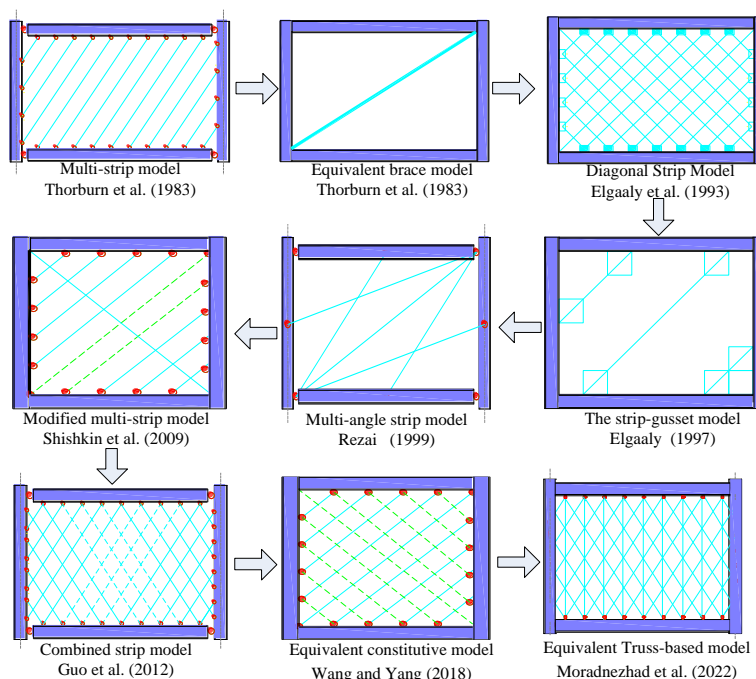 Multi-strip model
Thorburn et al. (1983)
Equivalent brace model
Thorburn et al. (1983)
Diagonal Strip Model
Elgaaly et al. (1993)
Modified multi-strip model
Shishkin et al. (2009)
Multi-angle strip model
Rezai (1999)
The strip-gusset model
Elgaaly (1997)
Combined strip model
Guo et al. (2012)
Equivalent constitutive model
Wang and Yang (2018)
Equivalent Truss-based model
Moradnezhad et al. (2022)